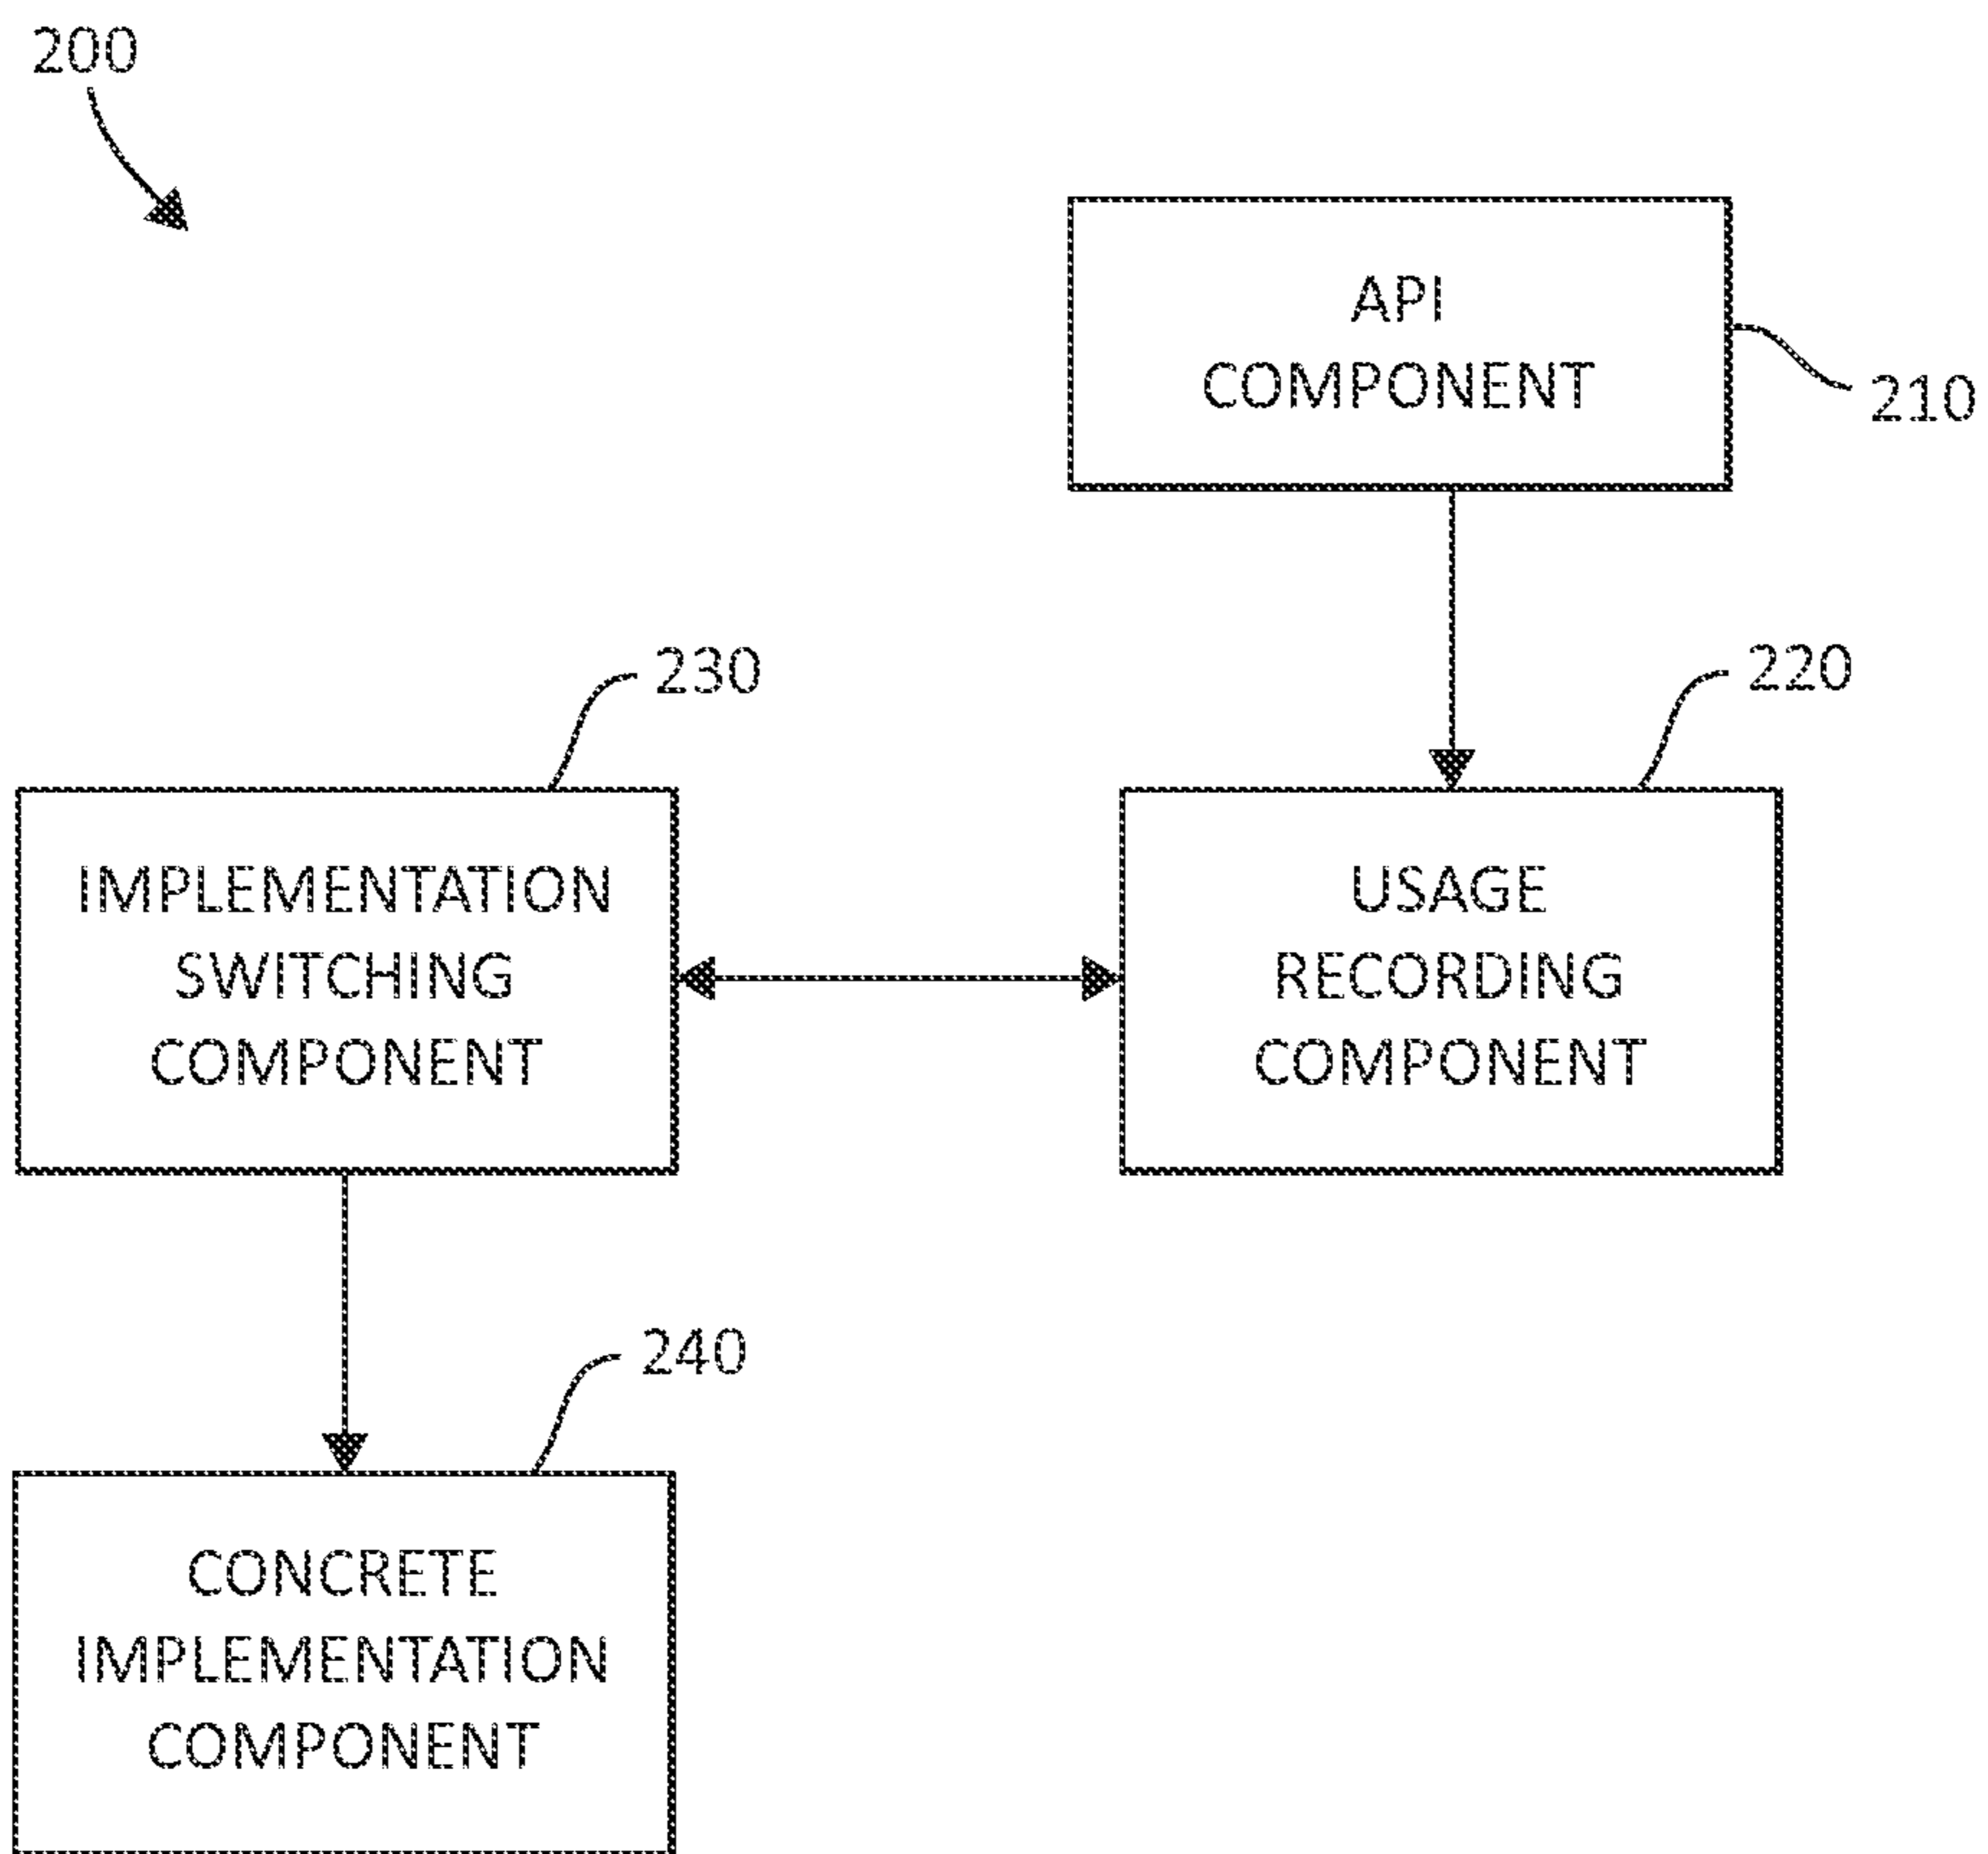 200
API
COMPONENT
210
230
220
IMPLEMENTATION
SWITCHING
COMPONENT
USAGE
RECORDING
COMPONENT
240
CONCRETE
IMPLEMENTATION
COMPONENT